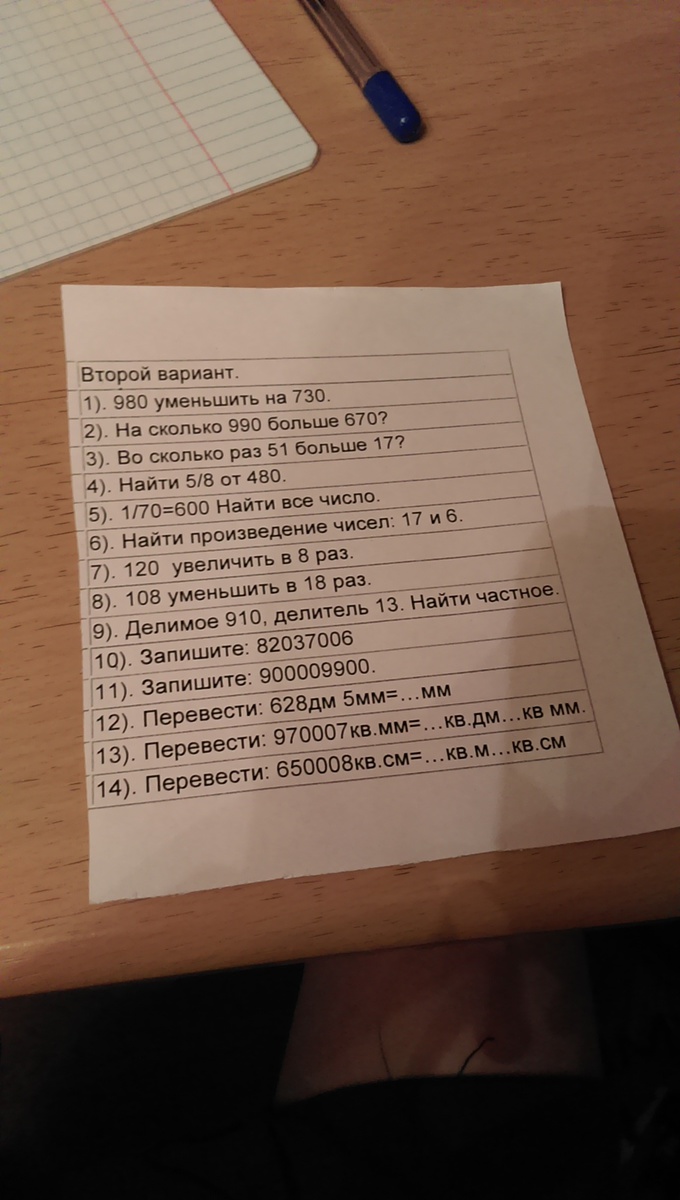 Второй вариант.
1). 980 уменьшить на 730.
2). На сколько 990 больше 670?
3). Во сколько раз 51 больше 17?
4). Найти 5/8 от 480.
5). 1/70=600 Найти все число.
6). Найти произведение чисел: 17 и 6.
7). 120 увеличить в 8 раз.
8). 108 уменьшить в 18 раз.
9). Делимое 910, делитель 13. Найти частное.
10). Запишите: 82037006
11). Запишите: 900009900.
12). Перевести: 628дм 5мм=...мм
13). Перевести: 970007кв.мм=...кв.дм...кв мм.
14). Перевести: 650008кв.см=...кв.м...кв.см